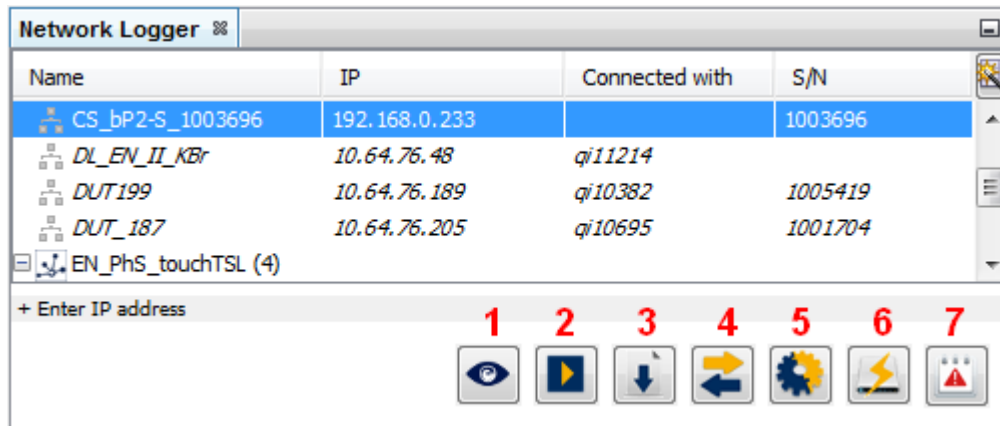 Network Logger
Name IP Connected with S/N
CS_bP2-S_1003696 192.168.0.233 1003696
DL_EN_II_KBr 10.64.76.48 qi11214
DUT199 10.64.76.189 qi10382 1005419
DUT_187 10.64.76.205 qi10695 1001704
EN_PhS_touchTSL (4)
+ Enter IP address
1 2 3 4 5 6 7